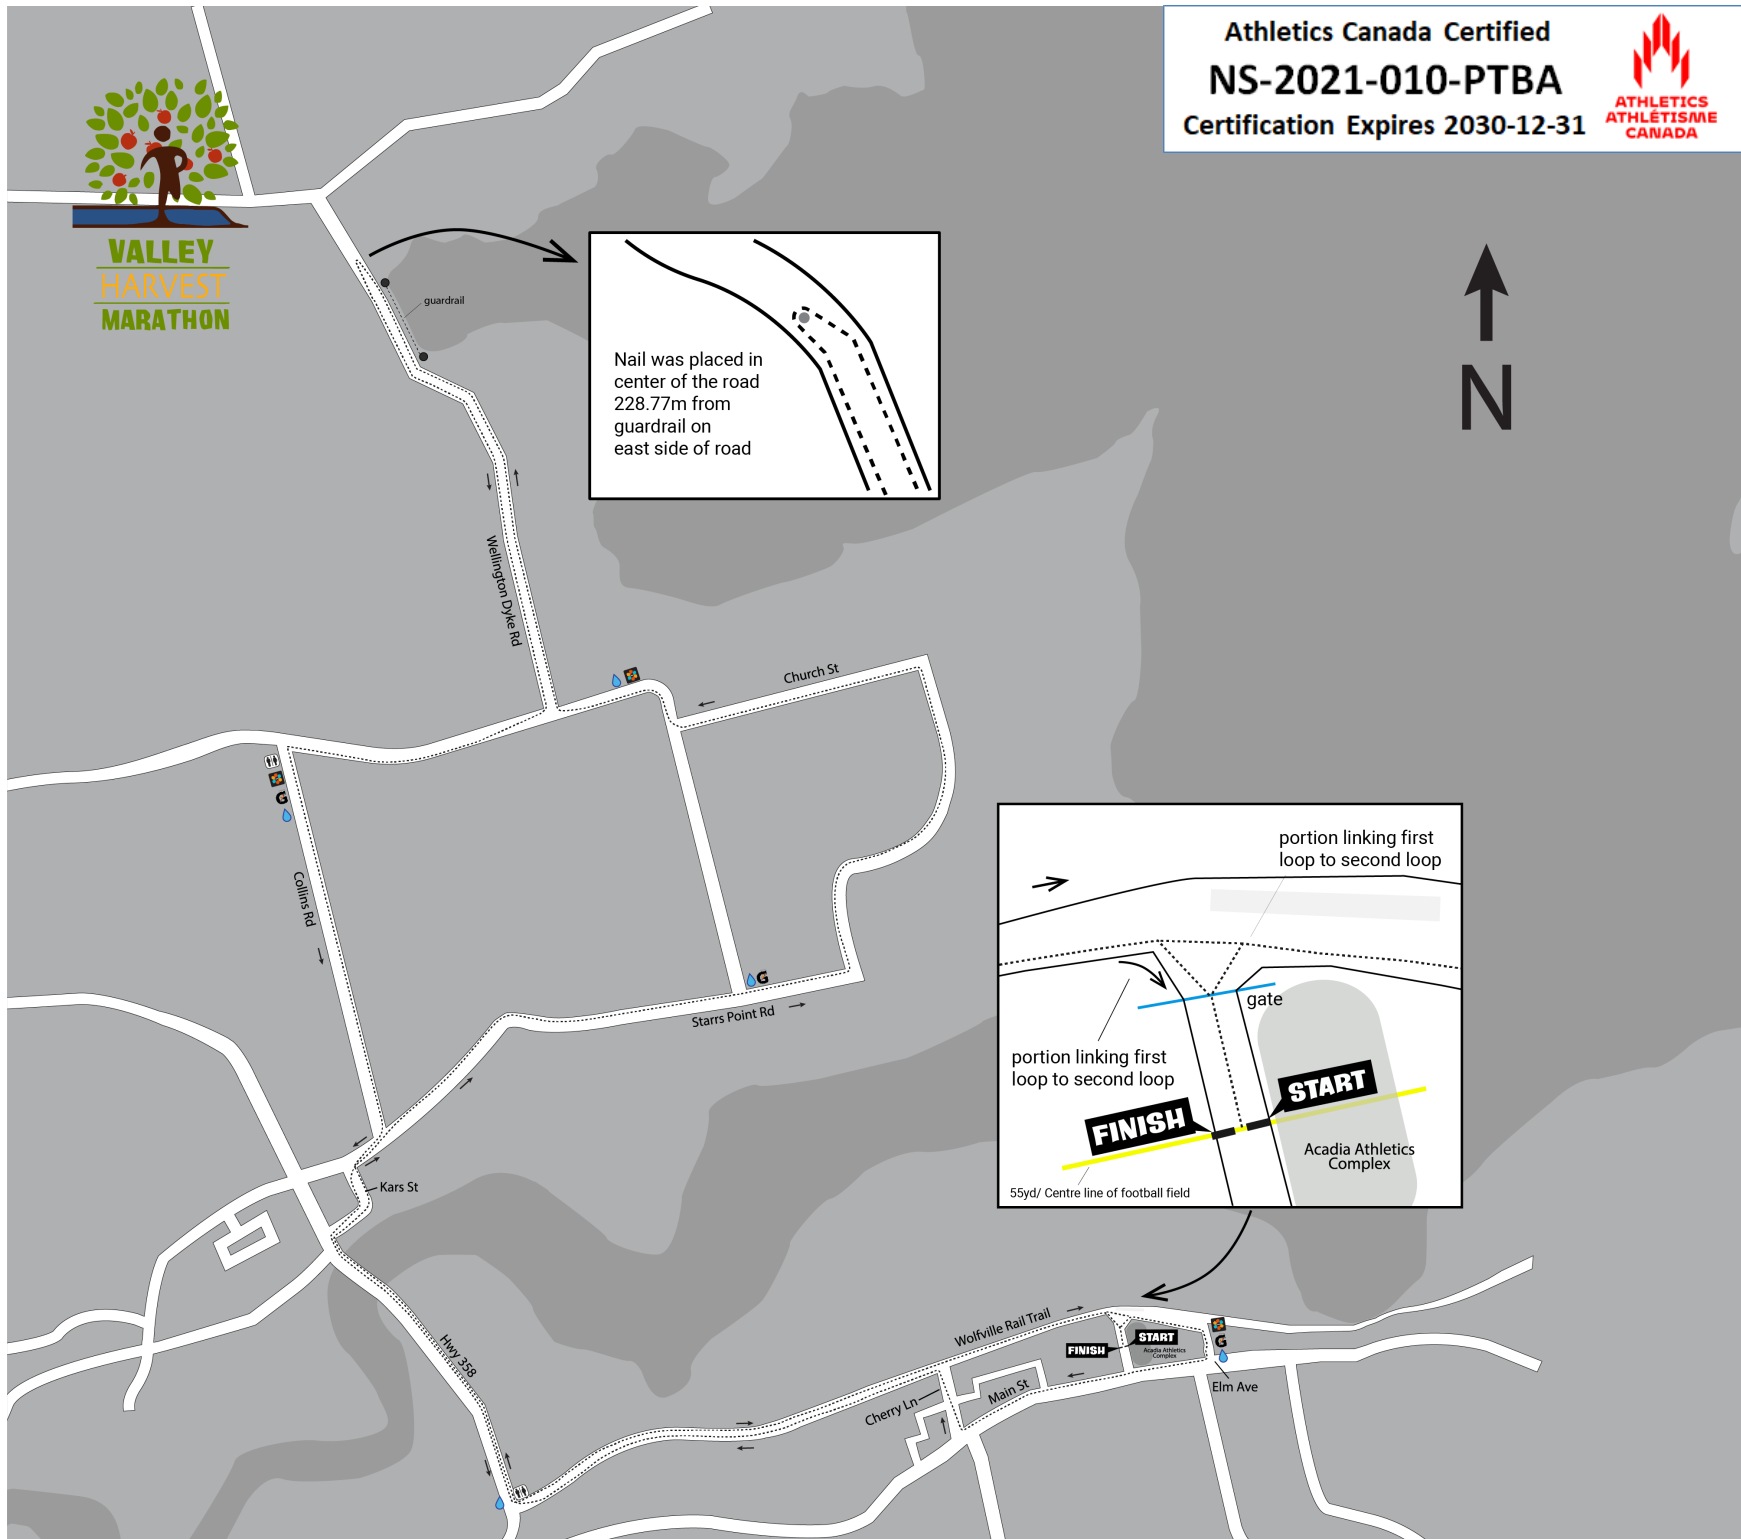 Athletics Canada Certified
NS-2021-010-PTBA
Certification Expires 2030-12-31
ATHLETICS
ATHLÉTISME
CANADA
VALLEY
HARVEST
MARATHON
guardrail
Nail was placed in
center of the road
228.77m from
guardrail on
east side of road
N
Wellington Dyke Rd
Church St
Collins Rd
G
G
Starrs Point Rd
portion linking first
loop to second loop
gate
portion linking first
loop to second loop
START
FINISH
Acadia Athletics
Complex
55yd/ Centre line of football field
Kars St
Hwy 358
Wolfville Rail Trail
START
FINISH
Acadia Athletics
Complex
G
Elm Ave
Main St
Cherry Ln